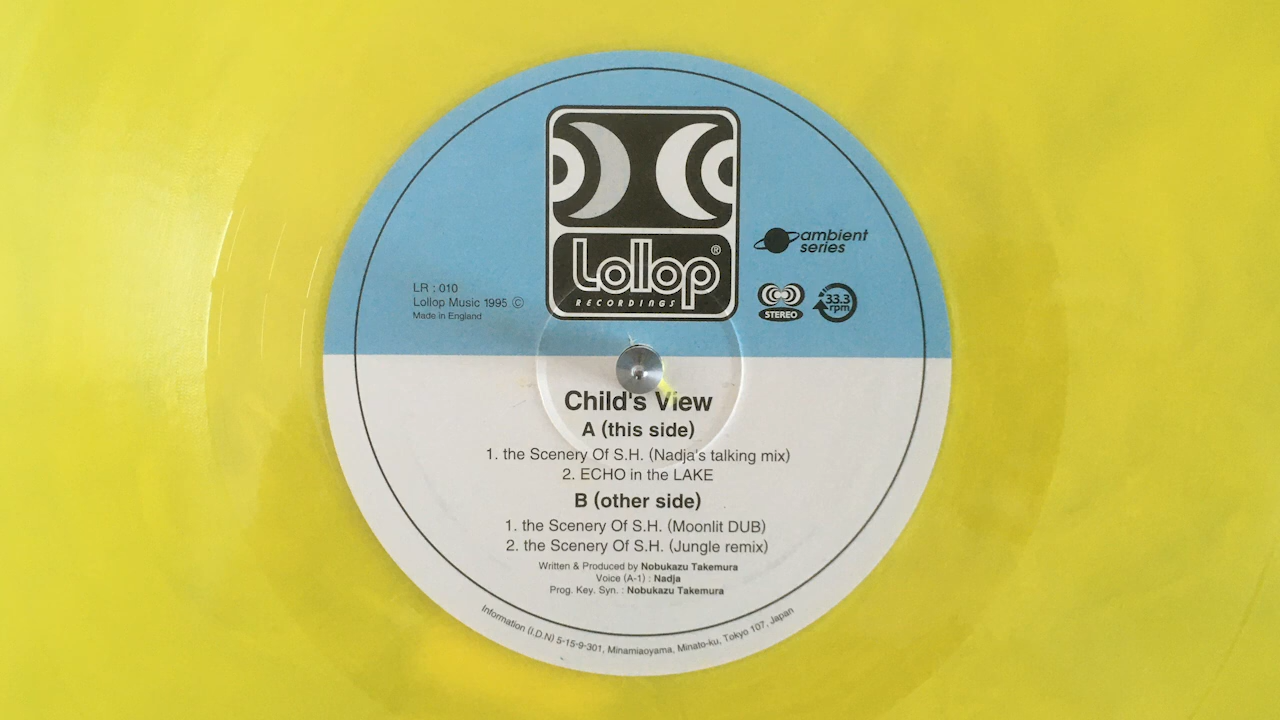 Lollop®
RECORDINGS
ambient
series
LR : 010
Lollop Music 1995 ©
Made in England
STEREO
33.3
rpm
Child's View
A (this side)
1. the Scenery Of S.H. (Nadja's talking mix)
2. ECHO in the LAKE
B (other side)
1. the Scenery Of S.H. (Moonlit DUB)
2. the Scenery Of S.H. (Jungle remix)
Written & Produced by Nobukazu Takemura
Voice (A-1) : Nadja
Prog. Key. Syn. : Nobukazu Takemura
Information (I.D.N) 5-15-9-301, Minamiaoyama, Minato-ku, Tokyo 107, Japan